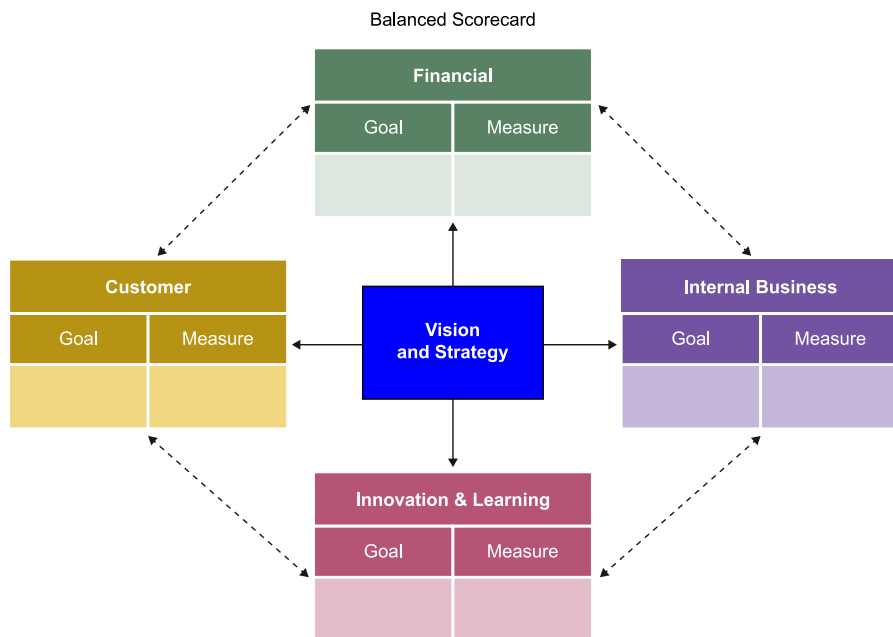 Balanced Scorecard
Financial
Goal Measure
Customer
Goal Measure
Vision
and Strategy
Internal Business
Goal Measure
Innovation & Learning
Goal Measure